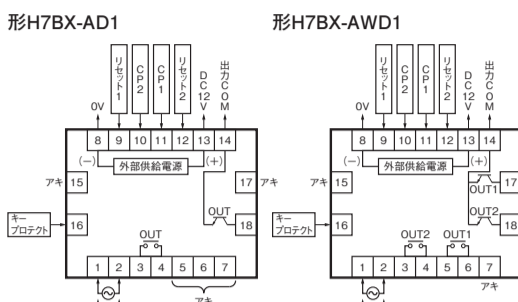 形H7BX-AD1
リセット1
CP2
CP1
リセット2
DC12V
出力COM
0V
8 9 10 11 12 13 14
(−) 外部供給電源 (+)
アキ 15
17 アキ
キープロテクト
16
OUT
18
OUT
1 2 3 4 5 6 7
アキ
形H7BX-AWD1
リセット1
CP2
CP1
リセット2
DC12V
出力COM
0V
8 9 10 11 12 13 14
(−) 外部供給電源 (+)
アキ 15
OUT1
17
キープロテクト
16
OUT2
18
OUT2 OUT1
1 2 3 4 5 6 7
アキ